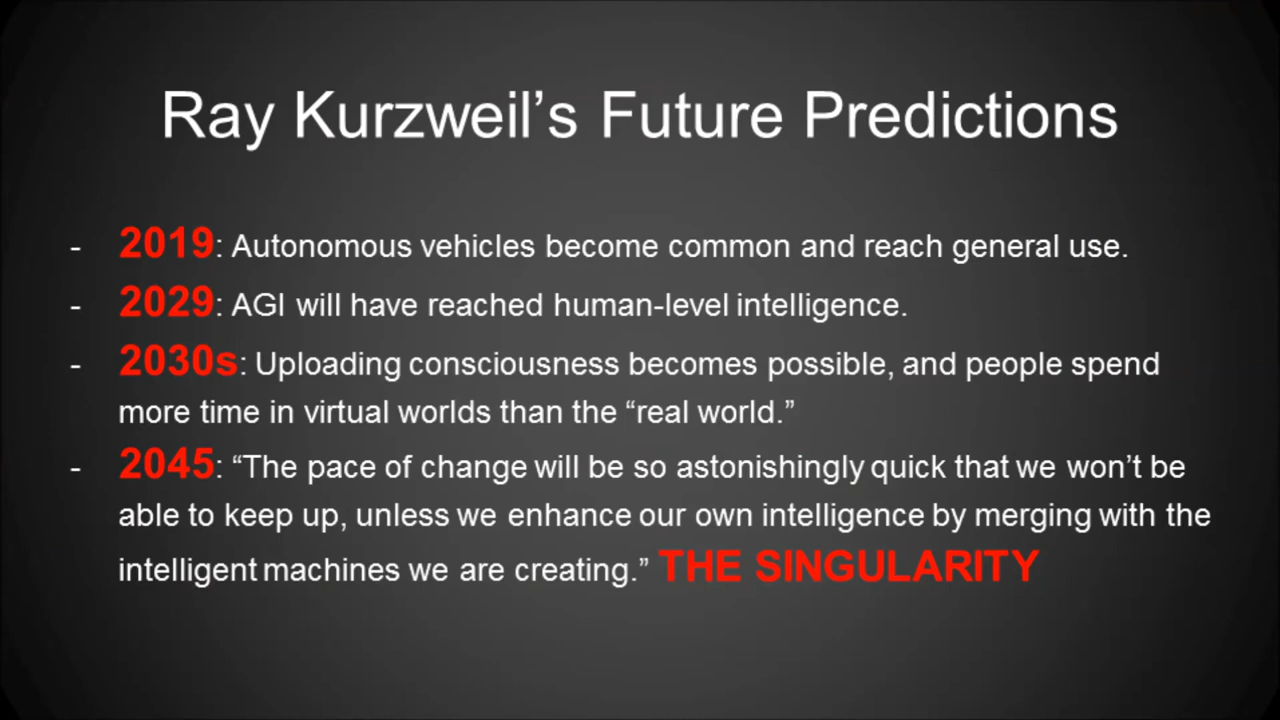 Ray Kurzweil’s Future Predictions
- 2019: Autonomous vehicles become common and reach general use.
- 2029: AGI will have reached human-level intelligence.
- 2030s: Uploading consciousness becomes possible, and people spend
more time in virtual worlds than the “real world.”
- 2045: “The pace of change will be so astonishingly quick that we won’t be
able to keep up, unless we enhance our own intelligence by merging with the
intelligent machines we are creating.” THE SINGULARITY